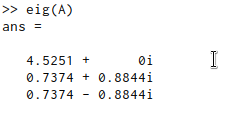 >> eig(A)
ans =
4.5251 + 0i
0.7374 + 0.8844i
0.7374 - 0.8844i